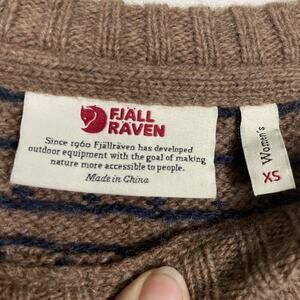 FJÄLL
RÄVEN
Since 1960 Fjällräven has developed
outdoor equipment with the goal of making
nature more accessible to people.
Made in China
Women's
XS